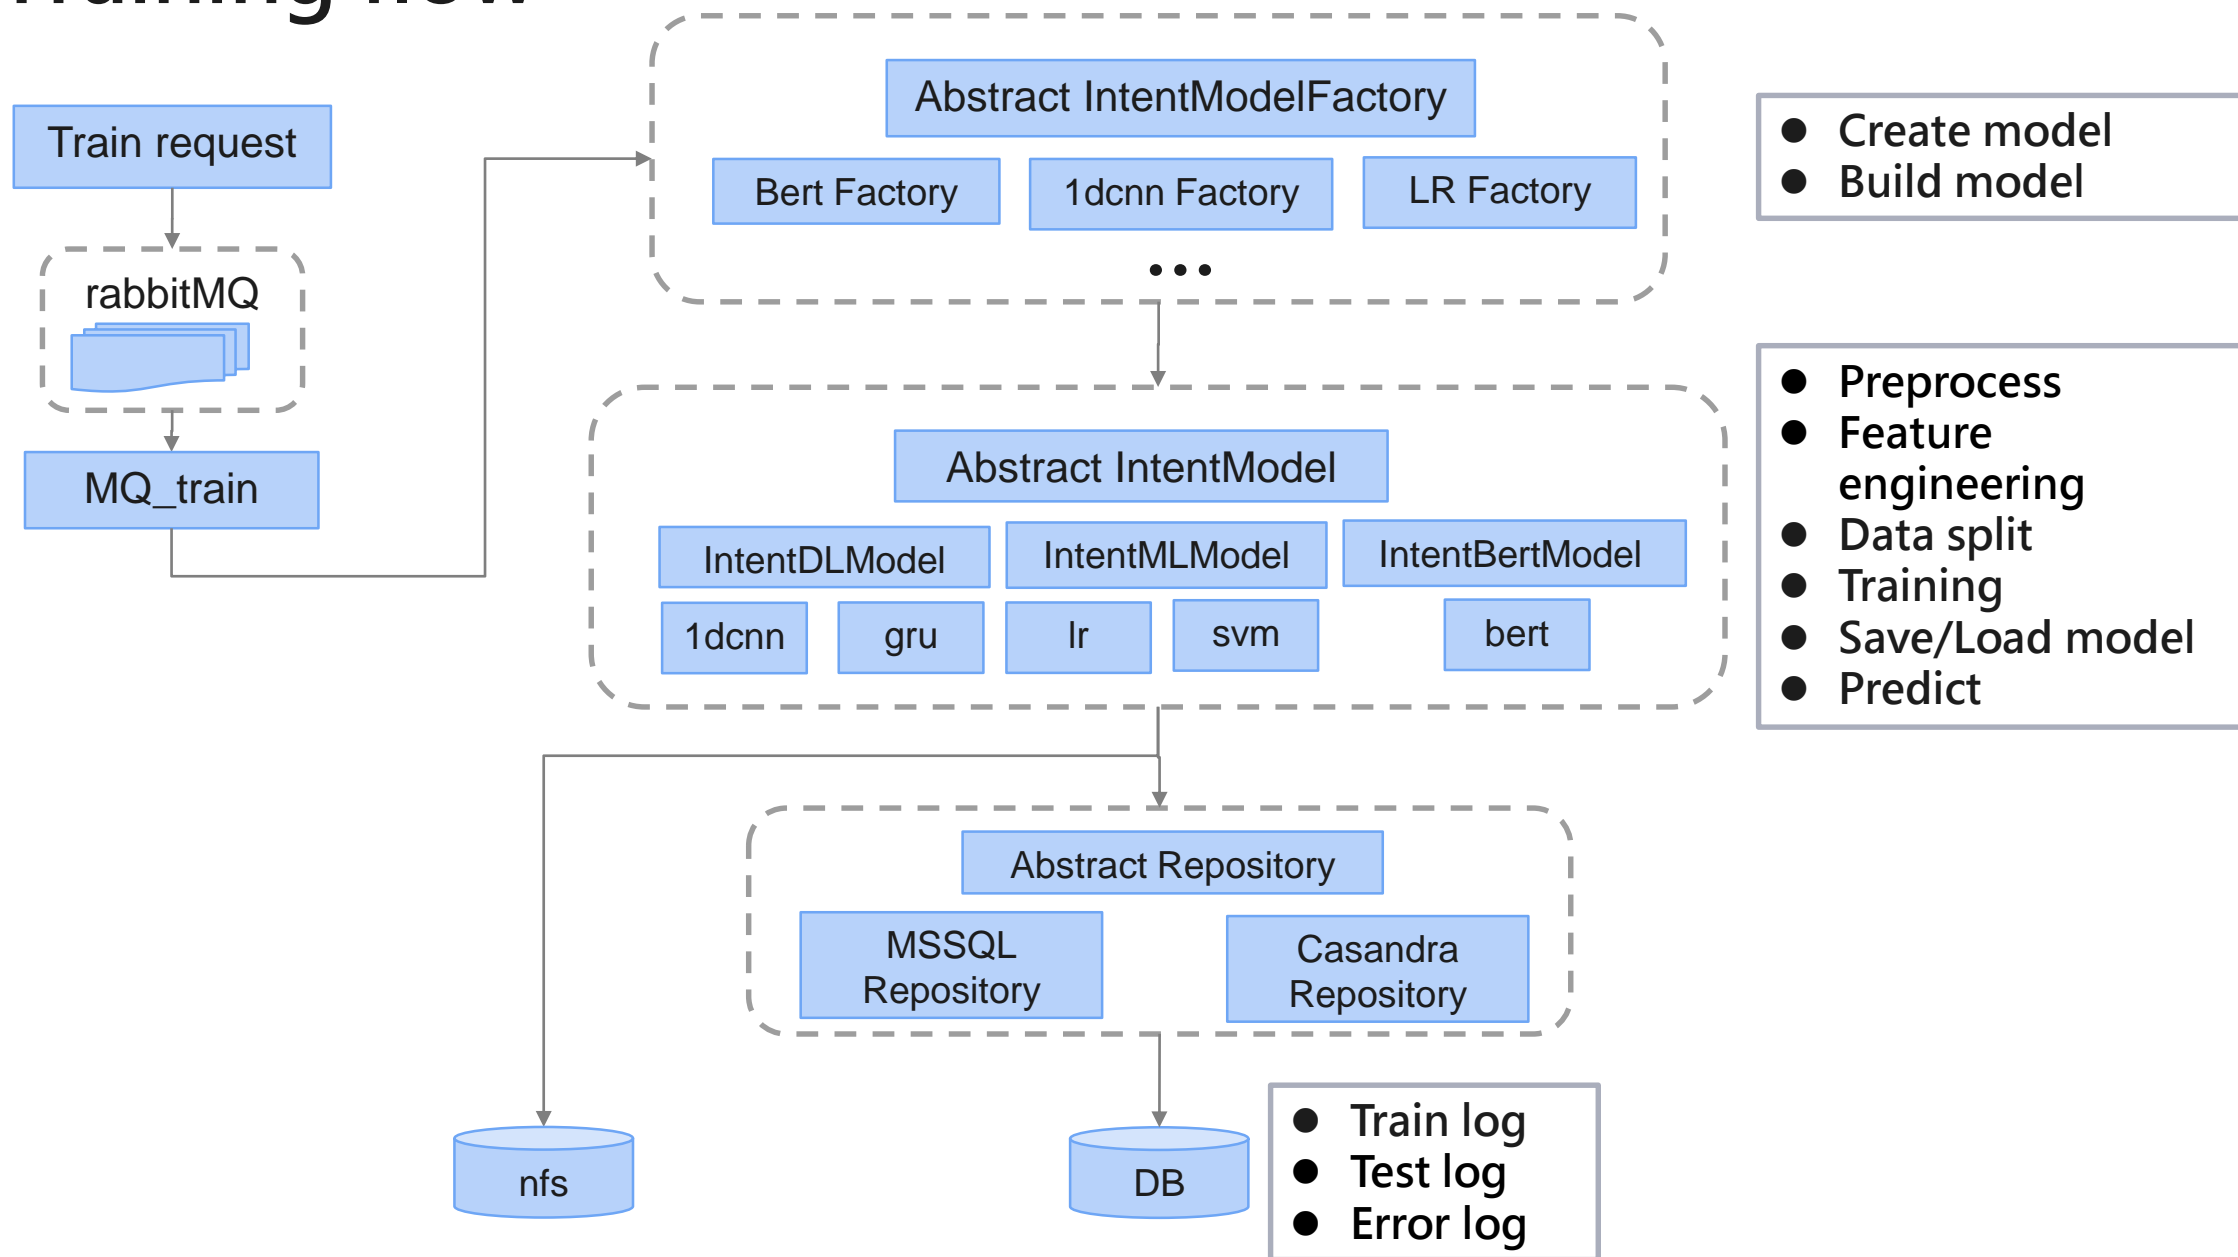 Training flow
Train request
rabbitMQ
MQ_train
Abstract IntentModelFactory
Bert Factory
1dcnn Factory
LR Factory
...
● Create model
● Build model
Abstract IntentModel
IntentDLModel
IntentMLModel
IntentBertModel
1dcnn
gru
lr
svm
bert
● Preprocess
● Feature
engineering
● Data split
● Training
● Save/Load model
● Predict
Abstract Repository
MSSQL
Repository
Casandra
Repository
nfs
DB
● Train log
● Test log
● Error log